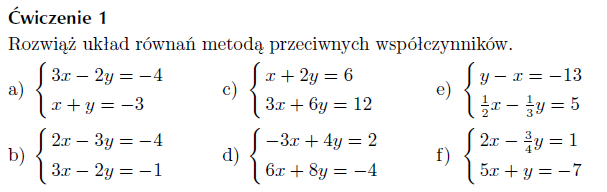 Ćwiczenie 1
Rozwiąż układ równań metodą przeciwnych współczynników.
a) { 3x − 2y = −4
x + y = −3
c) { x + 2y = 6
3x + 6y = 12
e) { y − x = −13
1/2x − 1/3y = 5
b) { 2x − 3y = −4
3x − 2y = −1
d) { −3x + 4y = 2
6x + 8y = −4
f) { 2x − 3/4y = 1
5x + y = −7